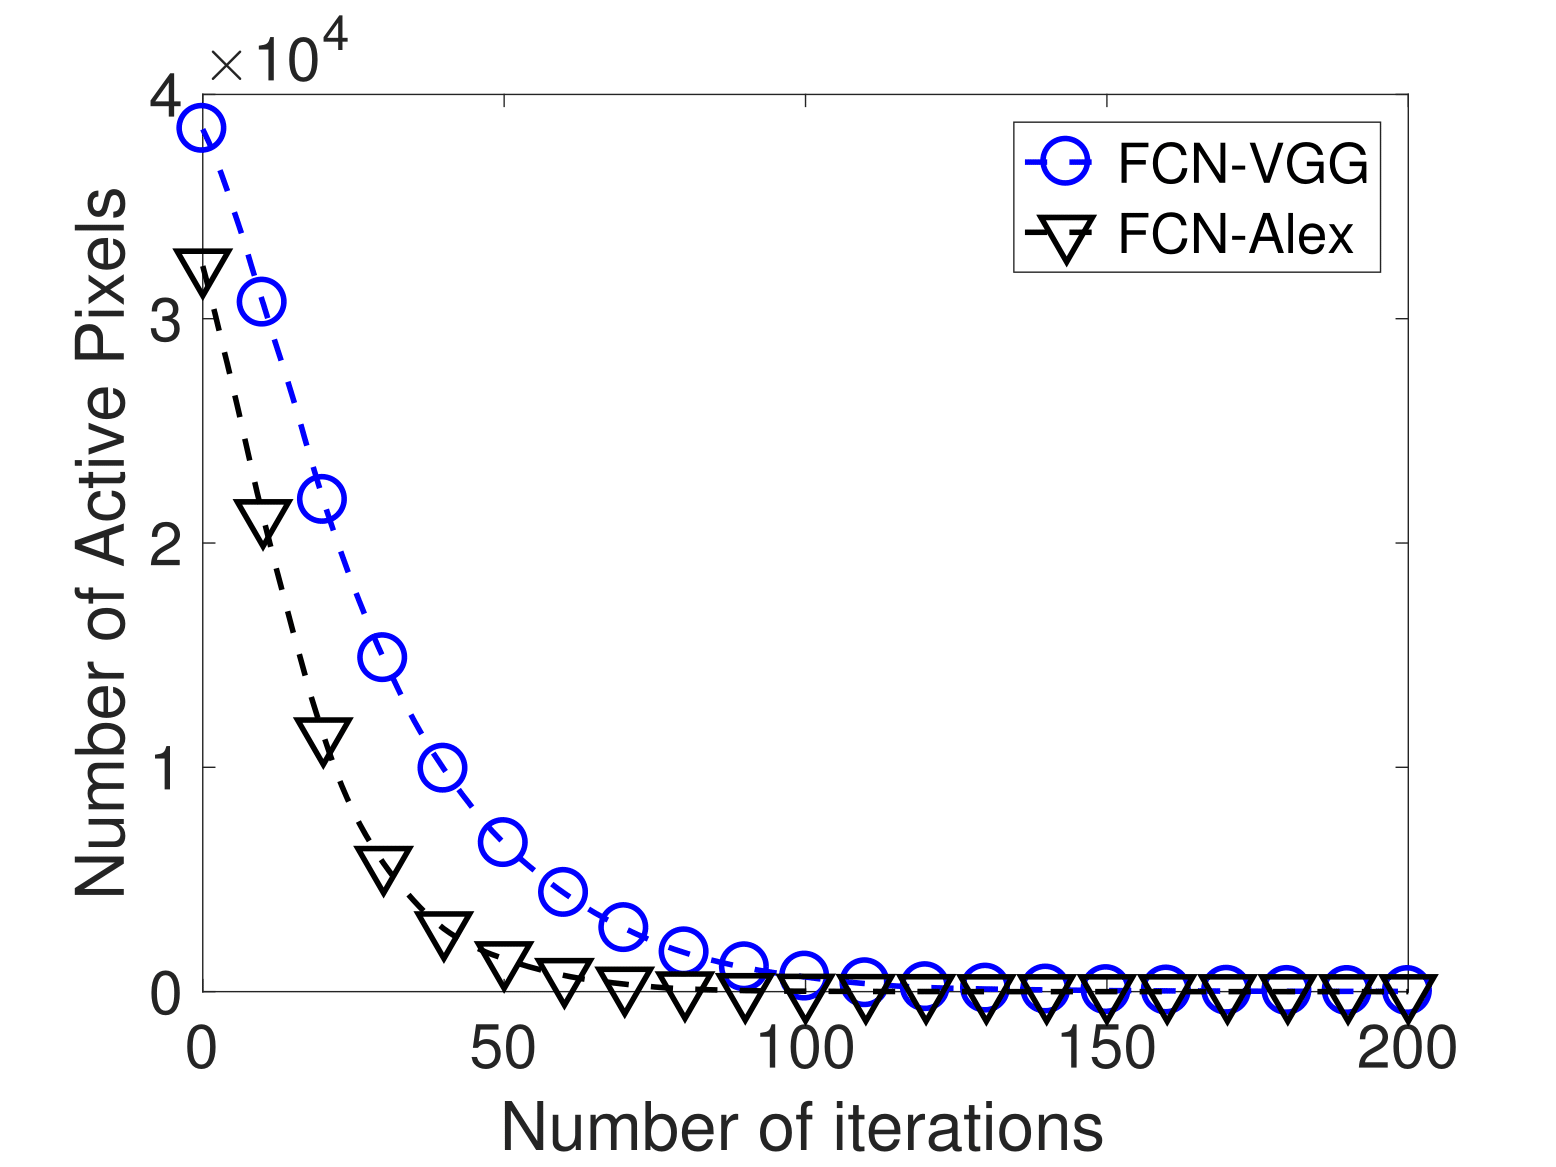 ×10^4
4
3
2
1
0
Number of Active Pixels
FCN-VGG
FCN-Alex
0 50 100 150 200
Number of iterations